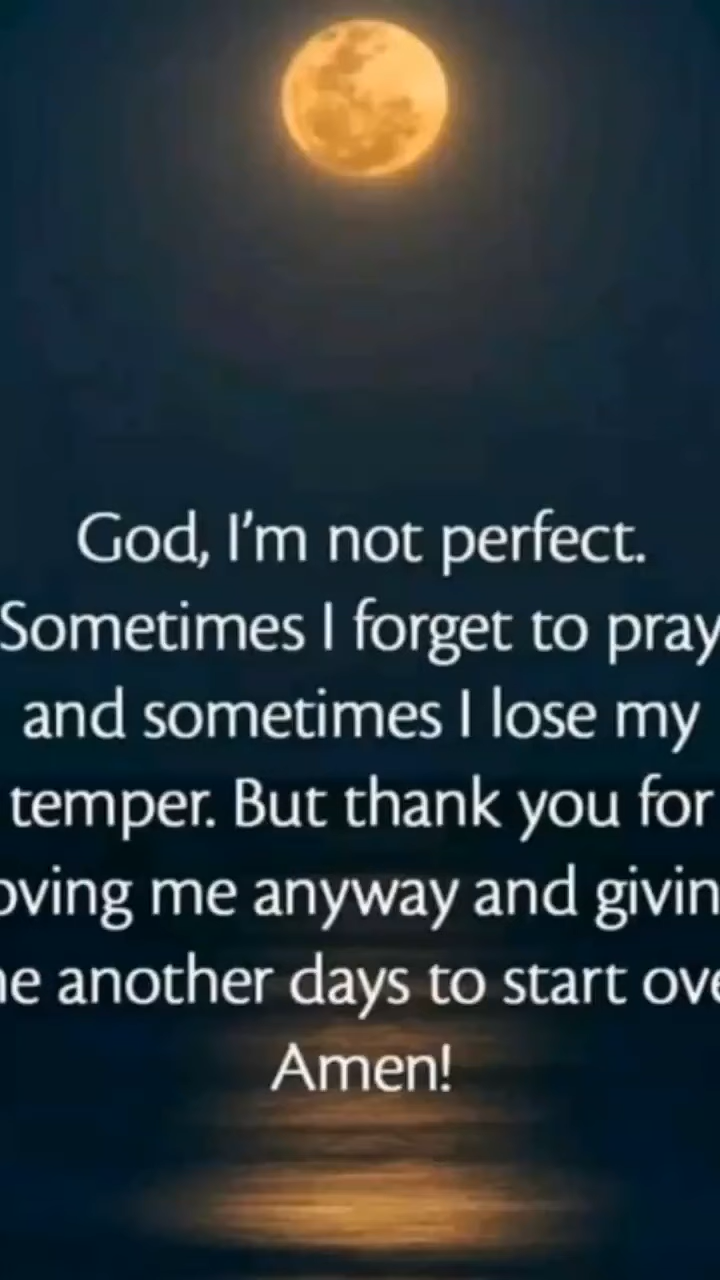 God, I'm not perfect.
Sometimes I forget to pray
and sometimes I lose my
temper. But thank you for
oving me anyway and givin
e another days to start ove
Amen!